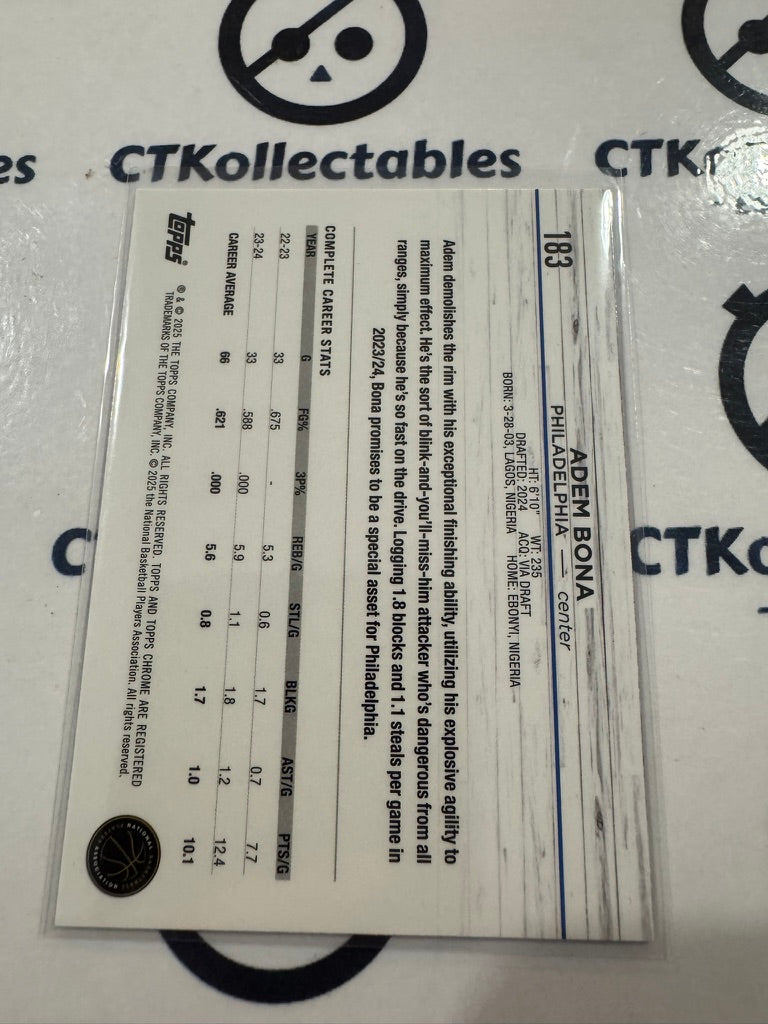 CTKollectables
es
CTK
C
CTKo
183
ADEM BONA
PHILADELPHIA — center
HT: 6'10" WT: 235
DRAFTED: 2024 ACQ: VIA DRAFT
BORN: 3-28-03, LAGOS, NIGERIA HOME: EBONYI, NIGERIA
Adem demolishes the rim with his exceptional finishing ability, utilizing his explosive agility to
maximum effect. He's the sort of blink-and-you'll-miss-him attacker who's dangerous from all
ranges, simply because he's so fast on the drive. Logging 1.8 blocks and 1.1 steals per game in
2023/24, Bona promises to be a special asset for Philadelphia.
COMPLETE CAREER STATS
YEAR G FG% 3P% REB/G STL/G BLKG AST/G PTS/G
22-23 33 .675 - 5.3 0.6 1.7 0.7 7.7
23-24 33 .588 .000 5.9 1.1 1.8 1.2 12.4
CAREER AVERAGE 66 .621 .000 5.6 0.8 1.7 1.0 10.1
topps
® & © 2025 THE TOPPS COMPANY, INC. ALL RIGHTS RESERVED. TOPPS AND TOPPS CHROME ARE REGISTERED
TRADEMARKS OF THE TOPPS COMPANY, INC. © 2025 the National Basketball Players Association. All rights reserved.
NATIONAL BASKETBALL PLAYERS ASSOCIATION